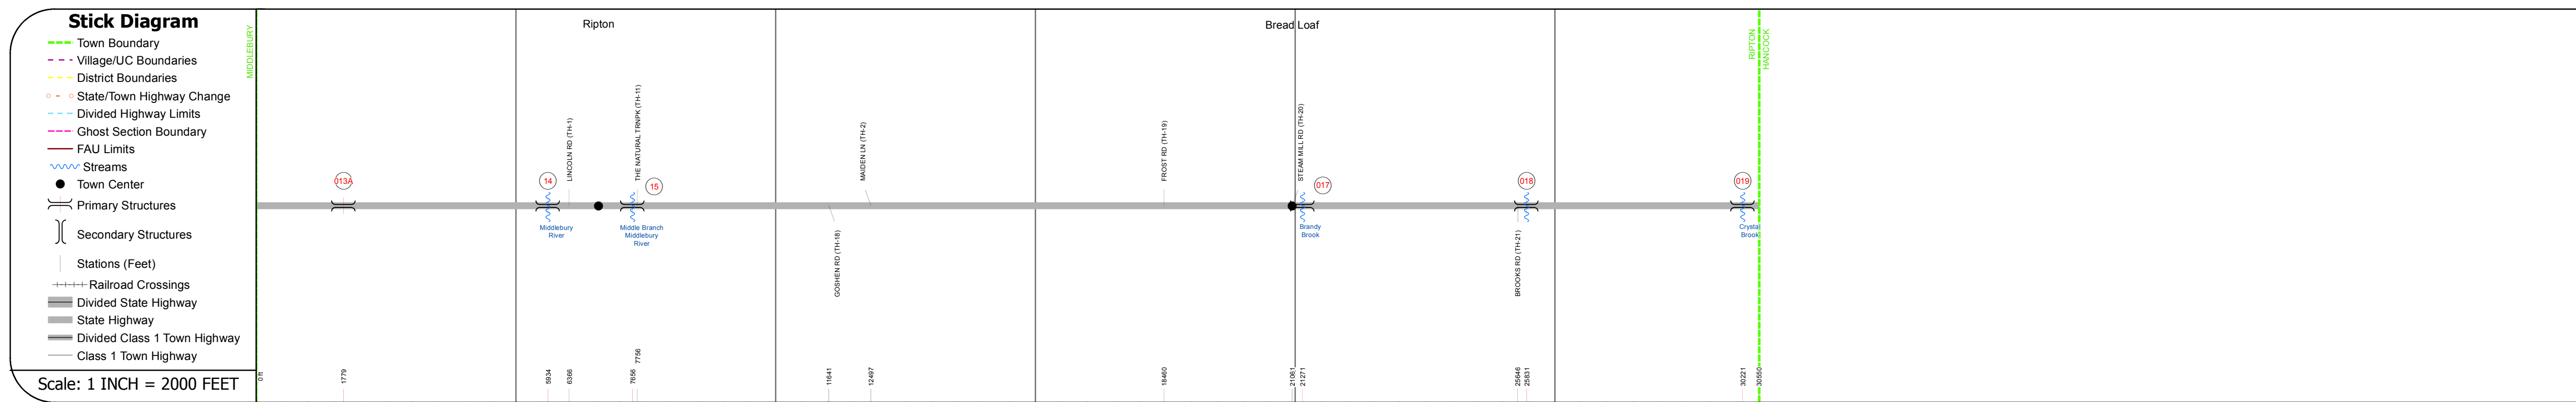 Stick Diagram
Town Boundary
Village/UC Boundaries
District Boundaries
State/Town Highway Change
Divided Highway Limits
Ghost Section Boundary
FAU Limits
Streams
Town Center
Primary Structures
Secondary Structures
Stations (Feet)
Railroad Crossings
Divided State Highway
State Highway
Divided Class 1 Town Highway
Class 1 Town Highway
Scale: 1 INCH = 2000 FEET
MIDDLEBURY
Ripton
Bread Loaf
RIPTON
HANCOCK
013A
14
LINCOLN RD (TH-1)
THE NATURAL TRNPK (TH-11)
15
MAIDEN LN (TH-2)
FROST RD (TH-19)
STEAM MILL RD (TH-20)
017
018
019
Middlebury
River
Middle Branch
Middlebury
River
GOSHEN RD (TH-18)
Brandy
Brook
BROOKS RD (TH-21)
Crystal
Brook
0 ft
1779
5934
6366
7656
7756
11641
12497
18460
21061
21271
25646
25831
30221
30550